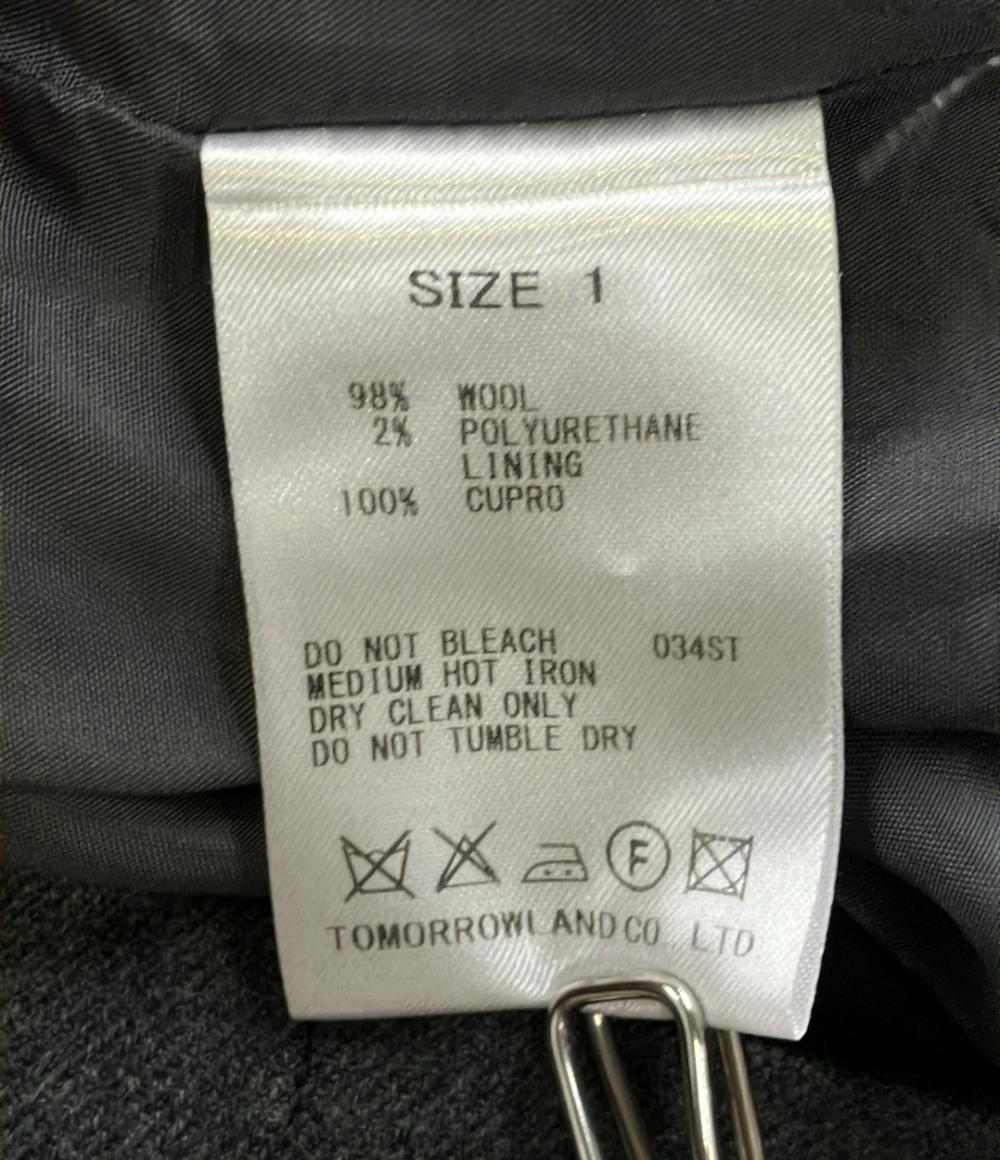 SIZE 1
98% WOOL
2% POLYURETHANE
LINING
100% CUPRO
DO NOT BLEACH 034ST
MEDIUM HOT IRON
DRY CLEAN ONLY
DO NOT TUMBLE DRY
F
TOMORROWLAND CO LTD